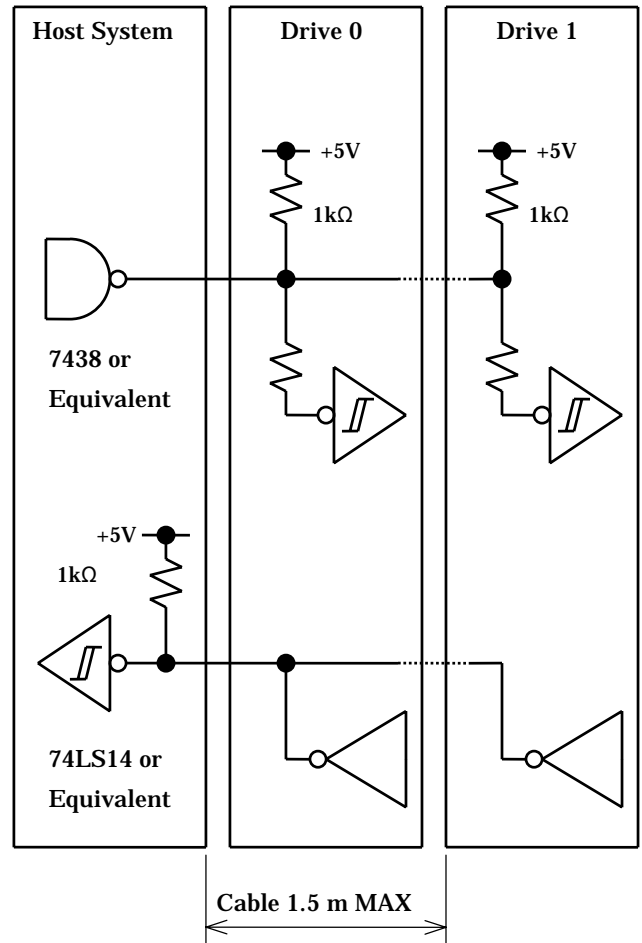 Host System
Drive 0
Drive 1
+5V
+5V
1kΩ
1kΩ
7438 or
Equivalent
+5V
1kΩ
74LS14 or
Equivalent
Cable 1.5 m MAX